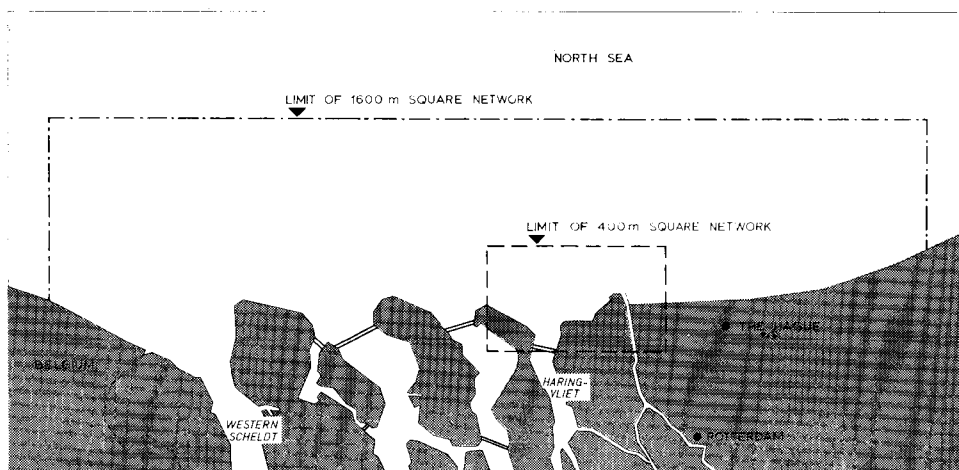 NORTH SEA
LIMIT OF 1600 m SQUARE NETWORK
LIMIT OF 400 m SQUARE NETWORK
THE HAGUE
BELGIUM
HARING-
VLIET
WESTERN
SCHELDT
ROTTERDAM